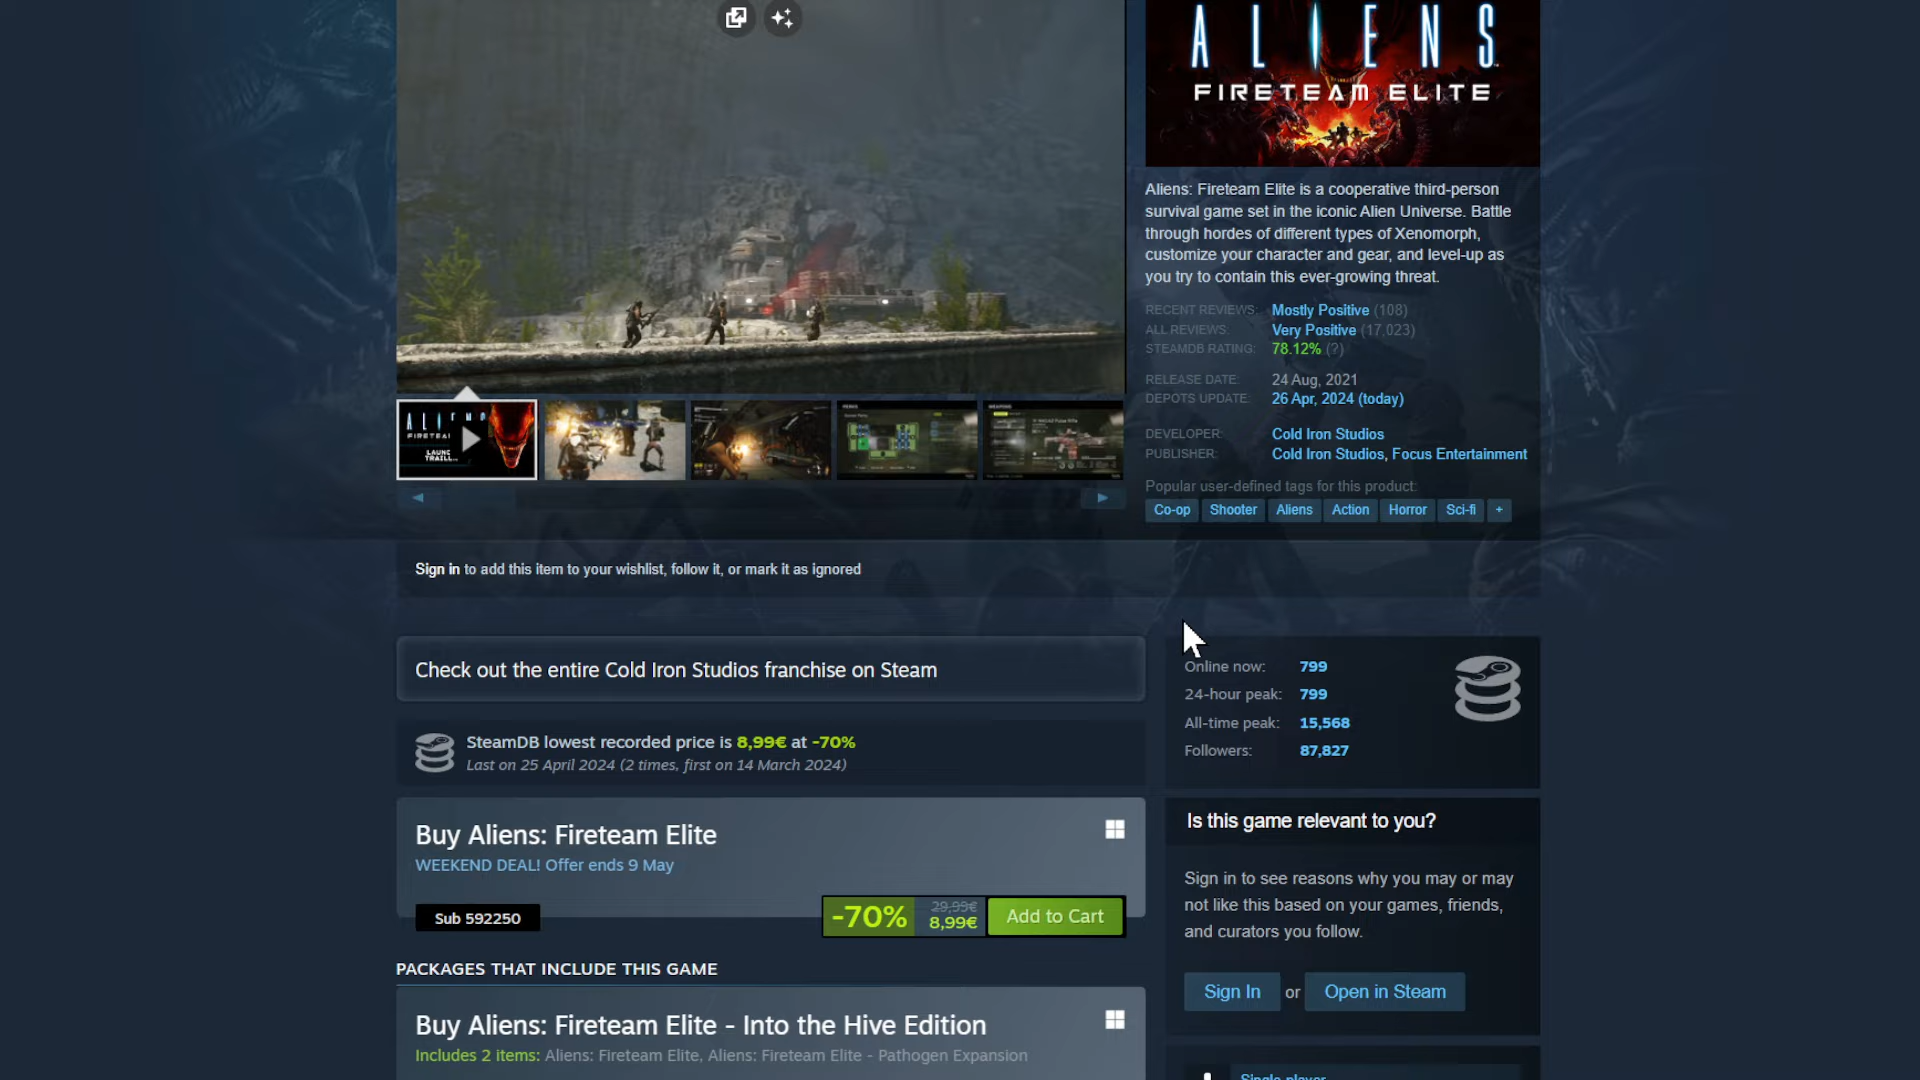 ALIENS
FIRETEAM ELITE
Aliens: Fireteam Elite is a cooperative third-person
survival game set in the iconic Alien Universe. Battle
through hordes of different types of Xenomorph,
customize your character and gear, and level-up as
you try to contain this ever-growing threat.
RECENT REVIEWS: Mostly Positive (108)
ALL REVIEWS: Very Positive (17,023)
STEAMDB RATING: 78.12% (?)
RELEASE DATE: 24 Aug, 2021
DEPOTS UPDATE: 26 Apr, 2024 (today)
DEVELOPER: Cold Iron Studios
PUBLISHER: Cold Iron Studios, Focus Entertainment
Popular user-defined tags for this product:
Co-op Shooter Aliens Action Horror Sci-fi +
Sign in to add this item to your wishlist, follow it, or mark it as ignored
Check out the entire Cold Iron Studios franchise on Steam
SteamDB lowest recorded price is 8,99€ at -70%
Last on 25 April 2024 (2 times, first on 14 March 2024)
Buy Aliens: Fireteam Elite
WEEKEND DEAL! Offer ends 9 May
Sub 592250
-70% 29,99€ 8,99€ Add to Cart
PACKAGES THAT INCLUDE THIS GAME
Buy Aliens: Fireteam Elite - Into the Hive Edition
Includes 2 items: Aliens: Fireteam Elite, Aliens: Fireteam Elite - Pathogen Expansion
Online now: 799
24-hour peak: 799
All-time peak: 15,568
Followers: 87,827
Is this game relevant to you?
Sign in to see reasons why you may or may
not like this based on your games, friends,
and curators you follow.
Sign In or Open in Steam
Single-player